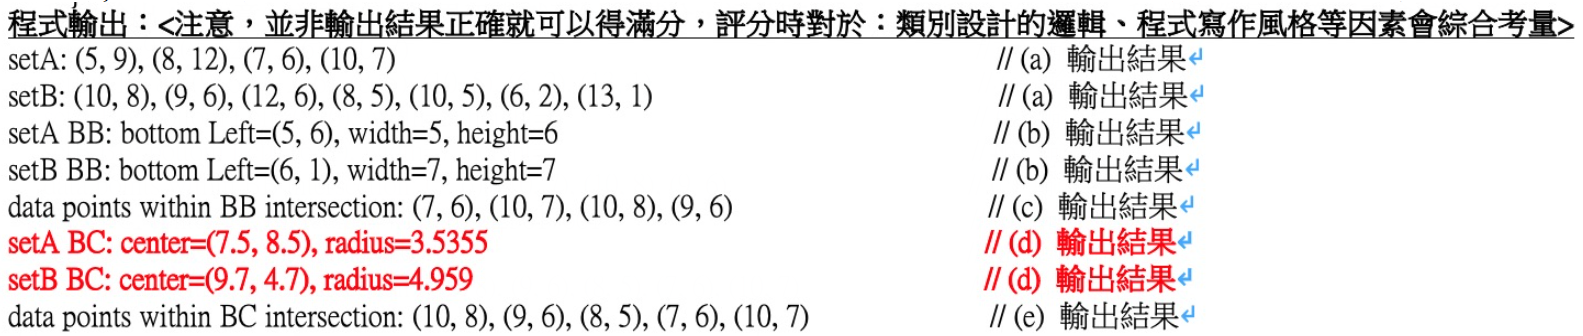 程式輸出：<注意，並非輸出結果正確就可以得滿分，評分時對於：類別設計的邏輯、程式寫作風格等因素會綜合考量>
setA: (5, 9), (8, 12), (7, 6), (10, 7) // (a) 輸出結果↵
setB: (10, 8), (9, 6), (12, 6), (8, 5), (10, 5), (6, 2), (13, 1) // (a) 輸出結果↵
setA BB: bottom Left=(5, 6), width=5, height=6 // (b) 輸出結果↵
setB BB: bottom Left=(6, 1), width=7, height=7 // (b) 輸出結果↵
data points within BB intersection: (7, 6), (10, 7), (10, 8), (9, 6) // (c) 輸出結果↵
setA BC: center=(7.5, 8.5), radius=3.5355 // (d) 輸出結果↵
setB BC: center=(9.7, 4.7), radius=4.959 // (d) 輸出結果↵
data points within BC intersection: (10, 8), (9, 6), (8, 5), (7, 6), (10, 7) // (e) 輸出結果↵